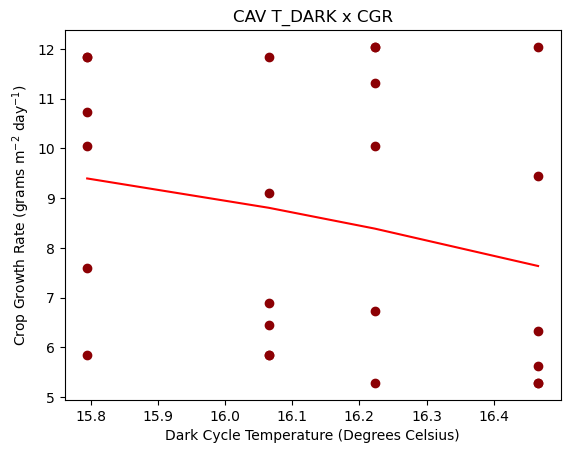 CAV T_DARK x CGR
12
11
10
9
8
7
6
5
Crop Growth Rate (grams m⁻² day⁻¹)
15.8 15.9 16.0 16.1 16.2 16.3 16.4
Dark Cycle Temperature (Degrees Celsius)